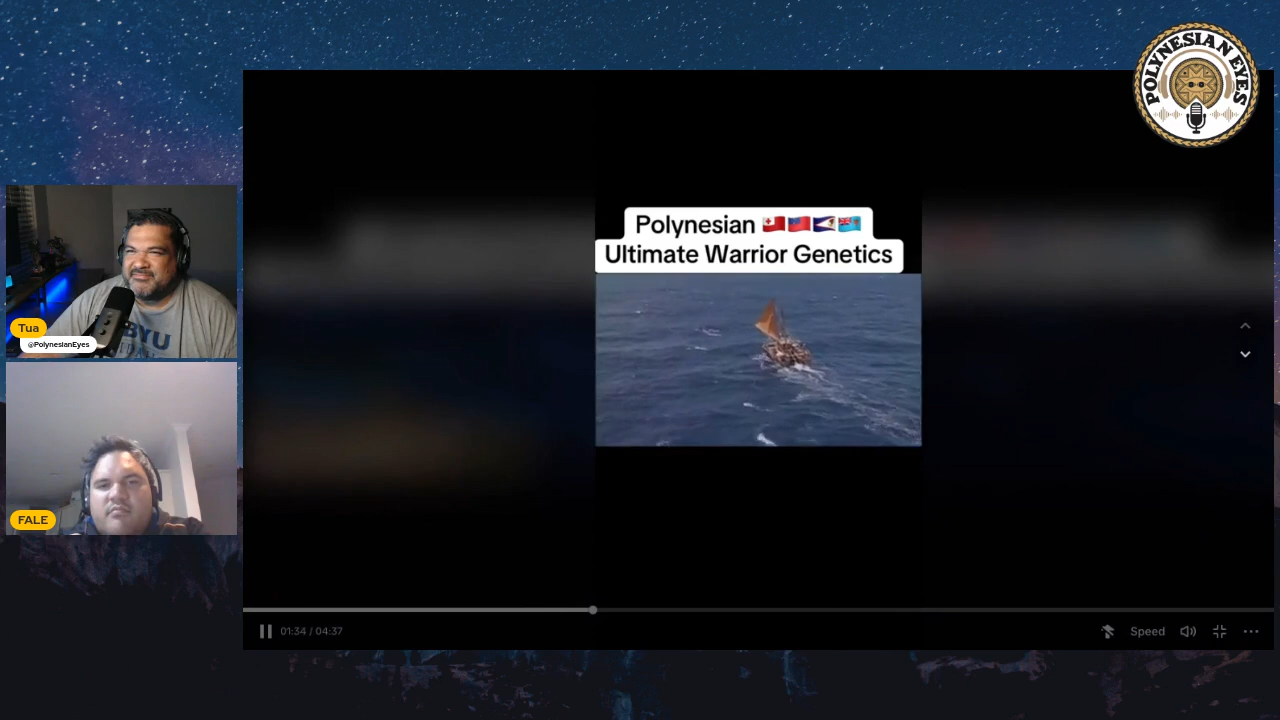 POLYNESIAN EYES
Polynesian 🇹🇴🇼🇸🇦🇸🇫🇯
Ultimate Warrior Genetics
BYU
Tua
@PolynesianEyes
FALE
01:34 / 04:37
Speed